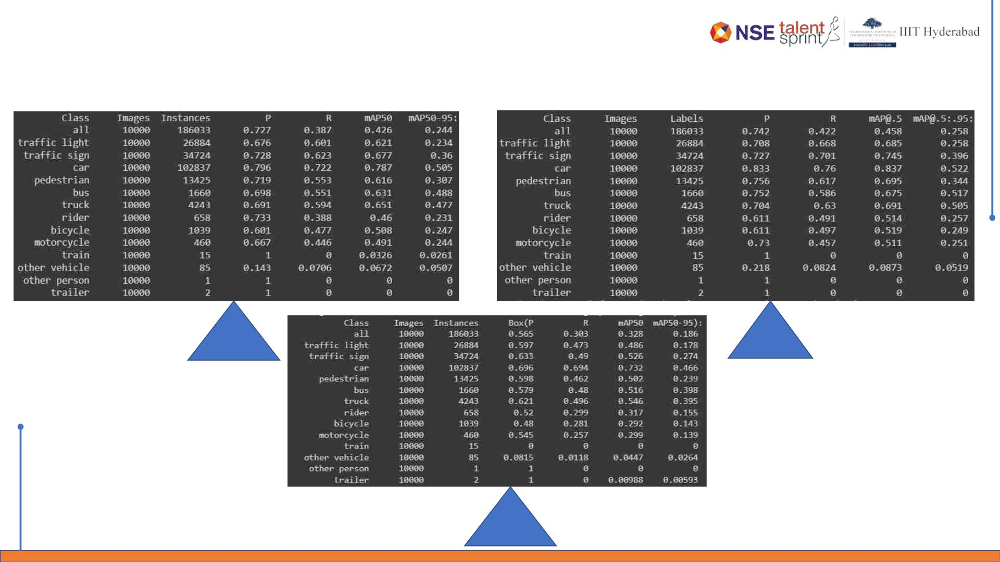 NSE talent sprint
INTERNATIONAL INSTITUTE OF INFORMATION TECHNOLOGY
HYDERABAD
MACHINE LEARNING LAB
IIIT Hyderabad
Class Images Instances P R mAP50 mAP50-95:
all 10000 186033 0.727 0.387 0.426 0.244
traffic light 10000 26884 0.676 0.601 0.621 0.234
traffic sign 10000 34724 0.728 0.623 0.677 0.36
car 10000 102837 0.796 0.722 0.787 0.505
pedestrian 10000 13425 0.719 0.553 0.616 0.307
bus 10000 1660 0.698 0.551 0.631 0.488
truck 10000 4243 0.691 0.594 0.651 0.477
rider 10000 658 0.733 0.388 0.46 0.231
bicycle 10000 1039 0.601 0.477 0.508 0.247
motorcycle 10000 460 0.667 0.446 0.491 0.244
train 10000 15 1 0 0.0326 0.0261
other vehicle 10000 85 0.143 0.0706 0.0672 0.0507
other person 10000 1 1 0 0 0
trailer 10000 2 1 0 0 0
Class Images Labels P R mAP@.5 mAP@.5:.95:
all 10000 186033 0.742 0.422 0.458 0.258
traffic light 10000 26884 0.708 0.668 0.685 0.258
traffic sign 10000 34724 0.727 0.701 0.745 0.396
car 10000 102837 0.833 0.76 0.837 0.522
pedestrian 10000 13425 0.756 0.617 0.695 0.344
bus 10000 1660 0.752 0.586 0.675 0.517
truck 10000 4243 0.704 0.63 0.691 0.505
rider 10000 658 0.611 0.491 0.514 0.257
bicycle 10000 1039 0.611 0.497 0.519 0.249
motorcycle 10000 460 0.73 0.457 0.511 0.251
train 10000 15 1 0 0 0
other vehicle 10000 85 0.218 0.0824 0.0873 0.0519
other person 10000 1 1 0 0 0
trailer 10000 2 1 0 0 0
Class Images Instances Box(P R mAP50 mAP50-95):
all 10000 186033 0.565 0.303 0.328 0.186
traffic light 10000 26884 0.597 0.473 0.486 0.178
traffic sign 10000 34724 0.633 0.49 0.526 0.274
car 10000 102837 0.696 0.694 0.732 0.466
pedestrian 10000 13425 0.598 0.462 0.502 0.239
bus 10000 1660 0.579 0.48 0.516 0.398
truck 10000 4243 0.621 0.496 0.546 0.395
rider 10000 658 0.52 0.299 0.317 0.155
bicycle 10000 1039 0.48 0.281 0.292 0.143
motorcycle 10000 460 0.545 0.257 0.299 0.139
train 10000 15 0 0 0 0
other vehicle 10000 85 0.0815 0.0118 0.0447 0.0264
other person 10000 1 1 0 0 0
trailer 10000 2 1 0 0.00988 0.00593